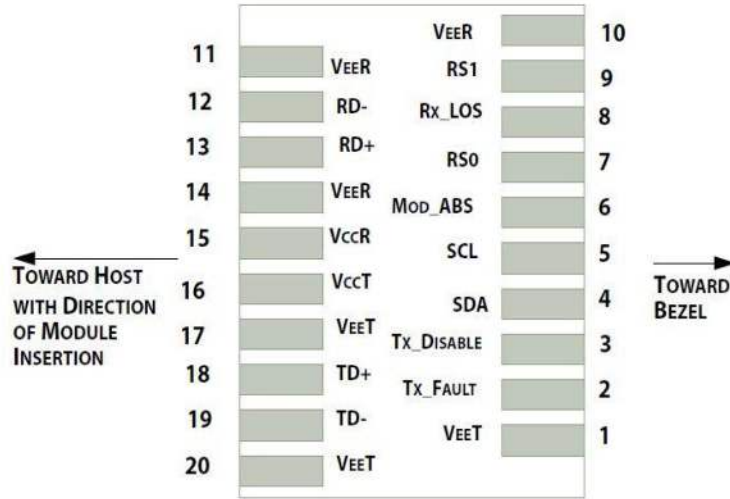 VEER 10
11 VEER
RS1 9
12 RD-
RX_LOS 8
13 RD+
RS0 7
14 VEER
MOD_ABS 6
15 VCCR
SCL 5
TOWARD HOST
WITH DIRECTION
OF MODULE
INSERTION
16 VCCT
SDA 4
TOWARD
BEZEL
17 VEET
TX_DISABLE 3
18 TD+
TX_FAULT 2
19 TD-
VEET 1
20 VEET